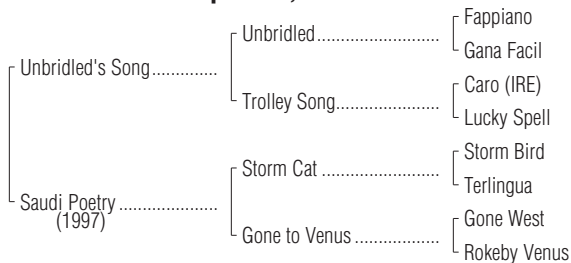 Fappiano
Unbridled
Gana Facil
Unbridled's Song
Caro (IRE)
Trolley Song
Lucky Spell
Storm Bird
Storm Cat
Terlingua
Saudi Poetry
(1997)
Gone West
Gone to Venus
Rokeby Venus